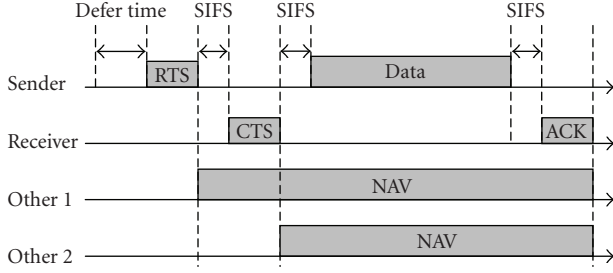 Defer time SIFS SIFS SIFS
Sender RTS Data
Receiver CTS ACK
Other 1 NAV
Other 2 NAV